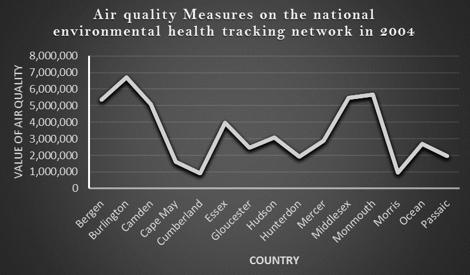 Air quality Measures on the national
environmental health tracking network in 2004
8,000,000
7,000,000
6,000,000
5,000,000
4,000,000
3,000,000
2,000,000
1,000,000
0
VALUE OF AIR QUALITY
Bergen
Burlington
Camden
Cape May
Cumberland
Essex
Gloucester
Hudson
Hunterdon
Mercer
Middlesex
Monmouth
Morris
Ocean
Passaic
COUNTRY